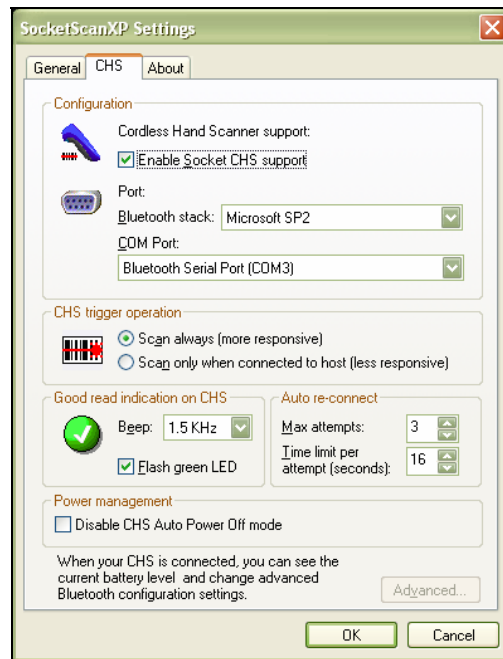 SocketScanXP Settings
General
CHS
About
Configuration
Cordless Hand Scanner support:
Enable Socket CHS support
Port:
Bluetooth stack: Microsoft SP2
COM Port:
Bluetooth Serial Port (COM3)
CHS trigger operation
Scan always (more responsive)
Scan only when connected to host (less responsive)
Good read indication on CHS
Beep: 1.5 KHz
Flash green LED
Auto re-connect
Max attempts: 3
Time limit per
attempt (seconds): 16
Power management
Disable CHS Auto Power Off mode
When your CHS is connected, you can see the
current battery level and change advanced
Bluetooth configuration settings.
Advanced...
OK
Cancel